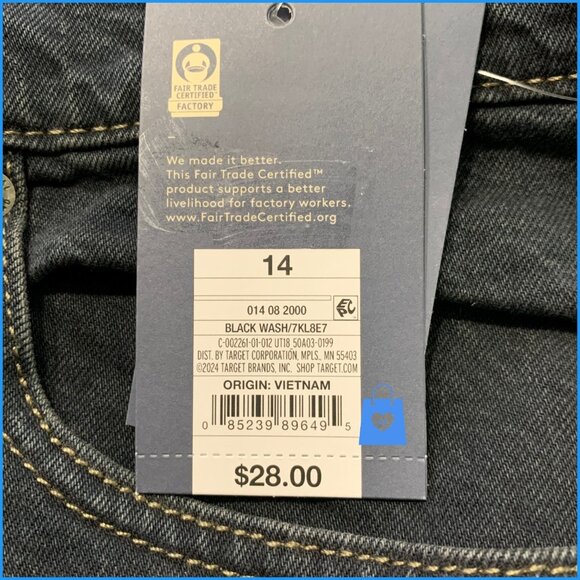 14
FAIR TRADE
CERTIFIED™
FACTORY
We made it better.
This Fair Trade Certified™
product supports a better
livelihood for factory workers.
www.FairTradeCertified.org
14
014 08 2000
BLACK WASH/7KL8E7
C-002261-01-012 UT18 50A03-0199
DIST. BY TARGET CORPORATION, MPLS., MN 55403
©2024 TARGET BRANDS, INC. SHOP TARGET.COM
ORIGIN: VIETNAM
0 85239 89649 5
$28.00